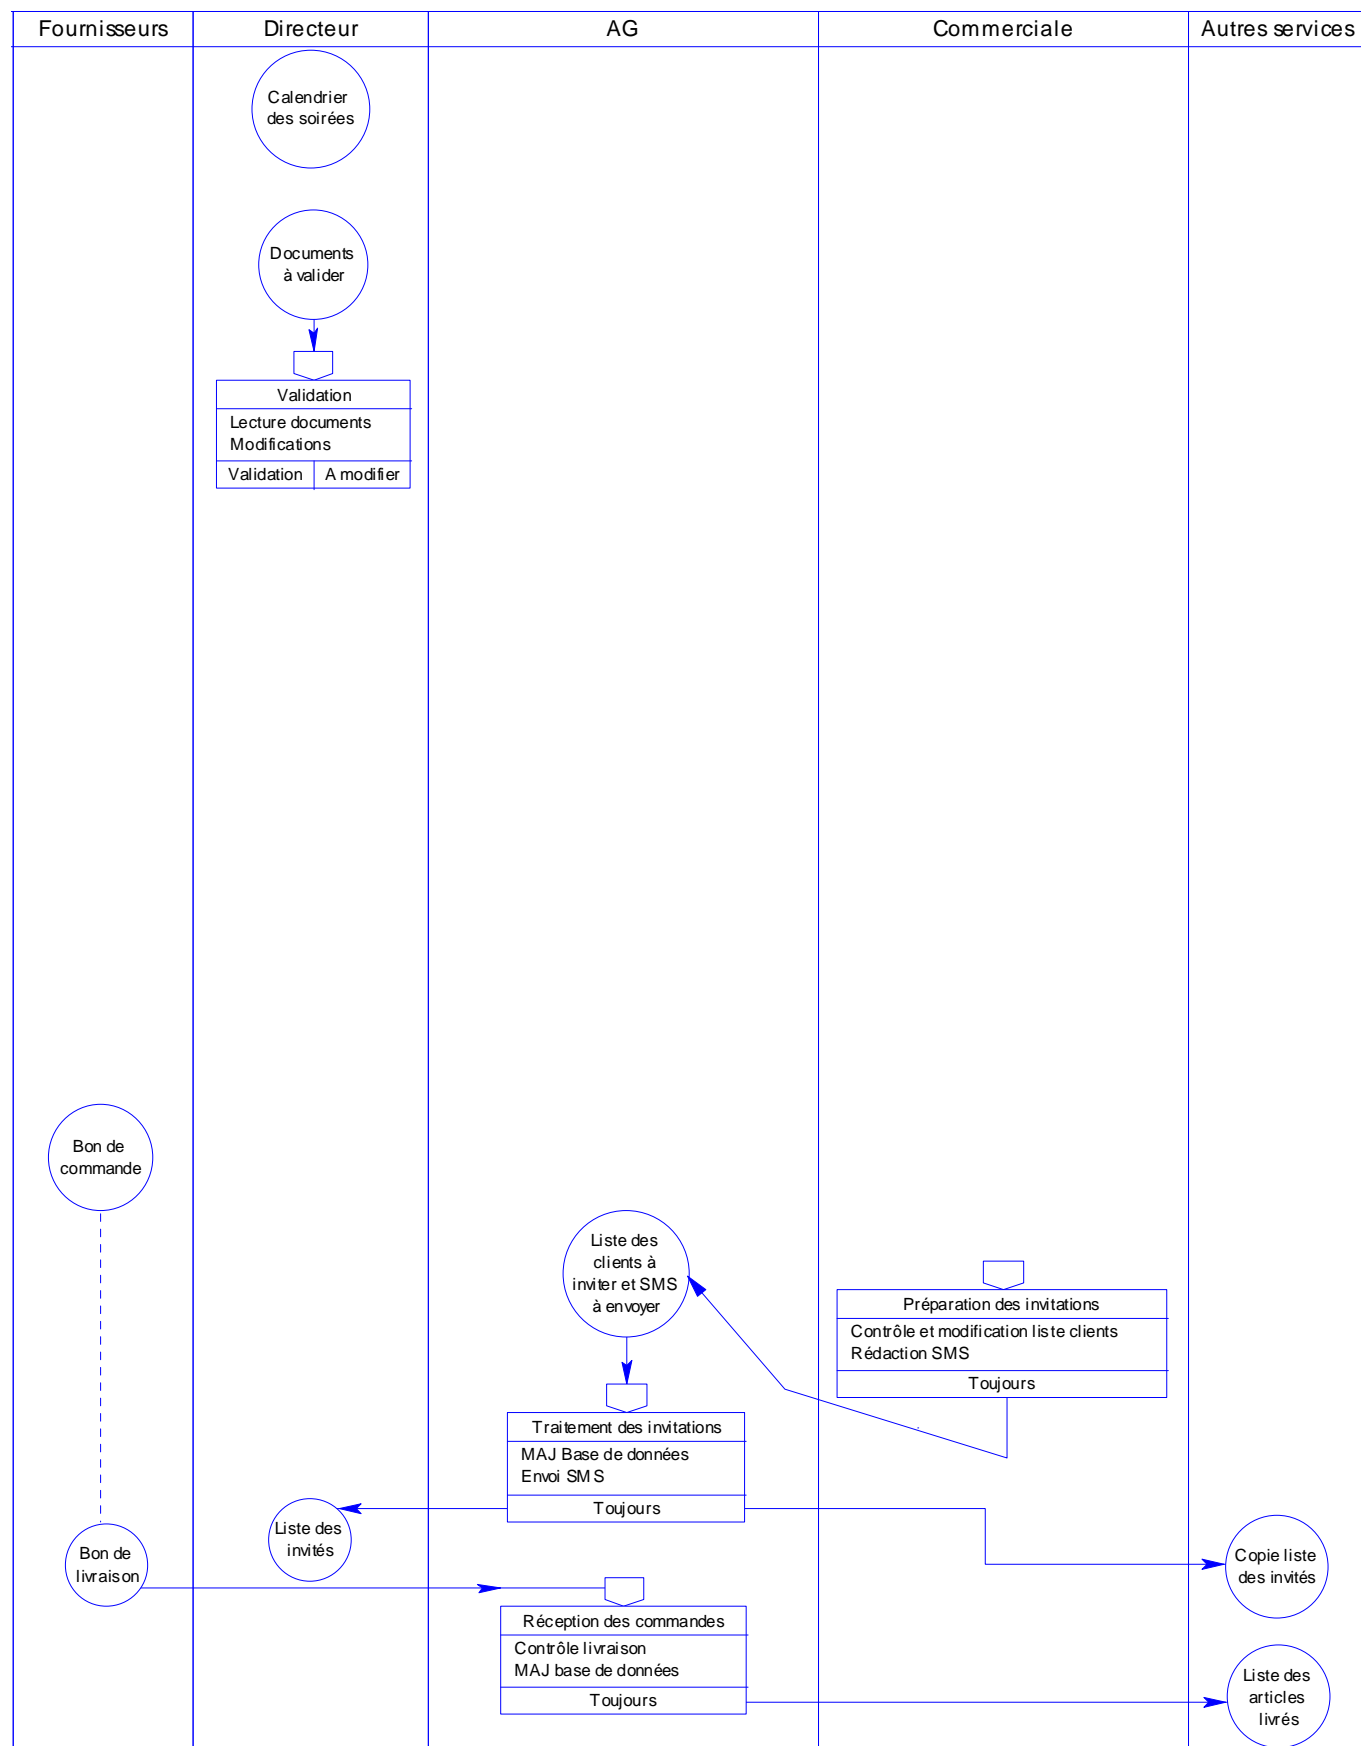 Fournisseurs
Directeur
AG
Commerciale
Autres services
Calendrier
des soirées
Documents
à valider
Validation
Lecture documents
Modifications
Validation
A modifier
Bon de
commande
Liste des
clients à
inviter et SMS
à envoyer
Préparation des invitations
Contrôle et modification liste clients
Rédaction SMS
Toujours
Traitement des invitations
MAJ Base de données
Envoi SMS
Toujours
Liste des
invités
Bon de
livraison
Copie liste
des invités
Réception des commandes
Contrôle livraison
MAJ base de données
Toujours
Liste des
articles
livrés